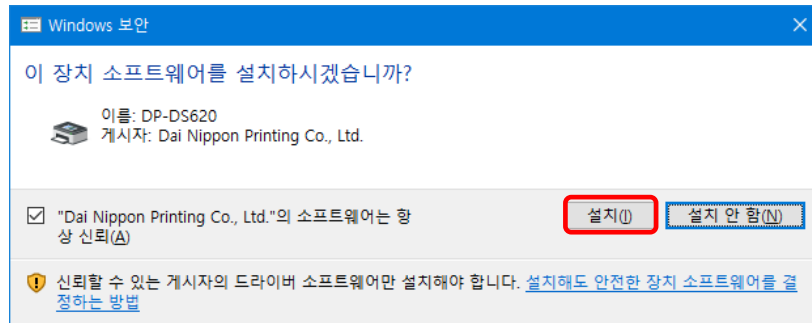 Windows 보안
이 장치 소프트웨어를 설치하시겠습니까?
이름: DP-DS620
게시자: Dai Nippon Printing Co., Ltd.
"Dai Nippon Printing Co., Ltd."의 소프트웨어는 항
상 신뢰(A)
설치(I)
설치 안 함(N)
신뢰할 수 있는 게시자의 드라이버 소프트웨어만 설치해야 합니다. 설치해도 안전한 장치 소프트웨어를 결
정하는 방법